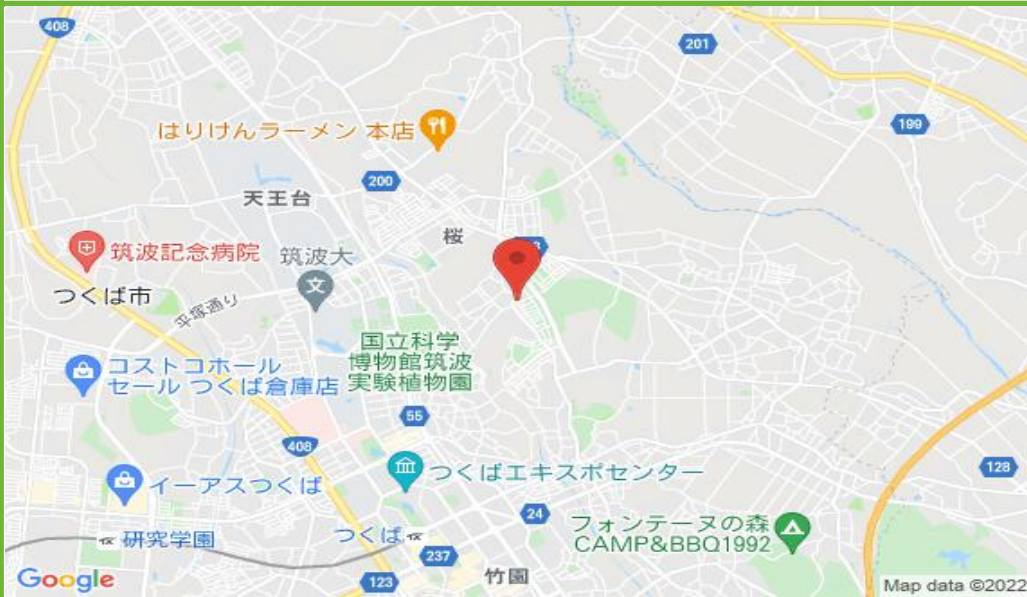 408
201
はりけんラーメン 本店
199
200
天王台
桜
筑波記念病院
筑波大
つくば市
平塚通り
国立科学
博物館筑波
実験植物園
コストコホール
セール つくば倉庫店
55
408
つくばエキスポセンター
128
イーアスつくば
24
フォンテーヌの森
CAMP&BBQ1992
つくば
研究学園
237
竹園
123
Google
Map data ©2022